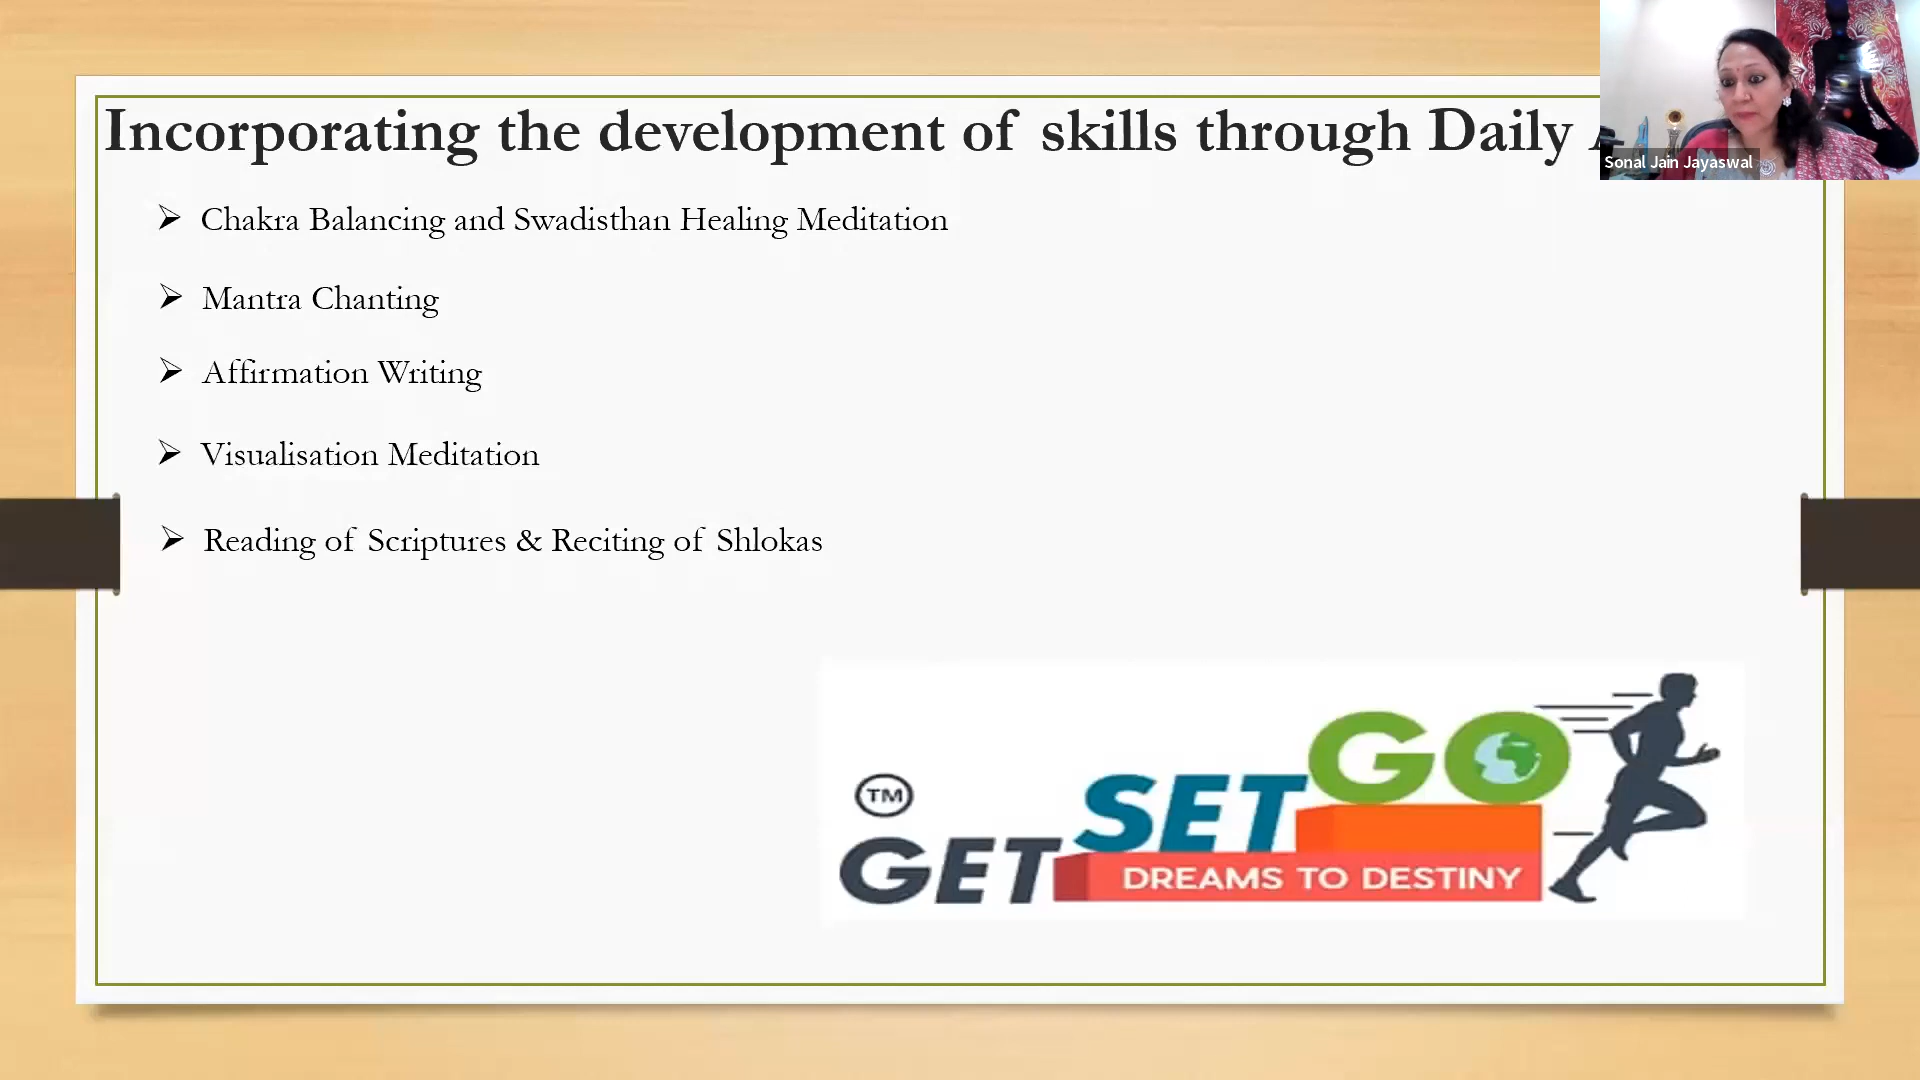 Incorporating the development of skills through Daily
Sonal Jain Jayaswal
Chakra Balancing and Swadisthan Healing Meditation
Mantra Chanting
Affirmation Writing
Visualisation Meditation
Reading of Scriptures & Reciting of Shlokas
TM
GET SET GO
DREAMS TO DESTINY